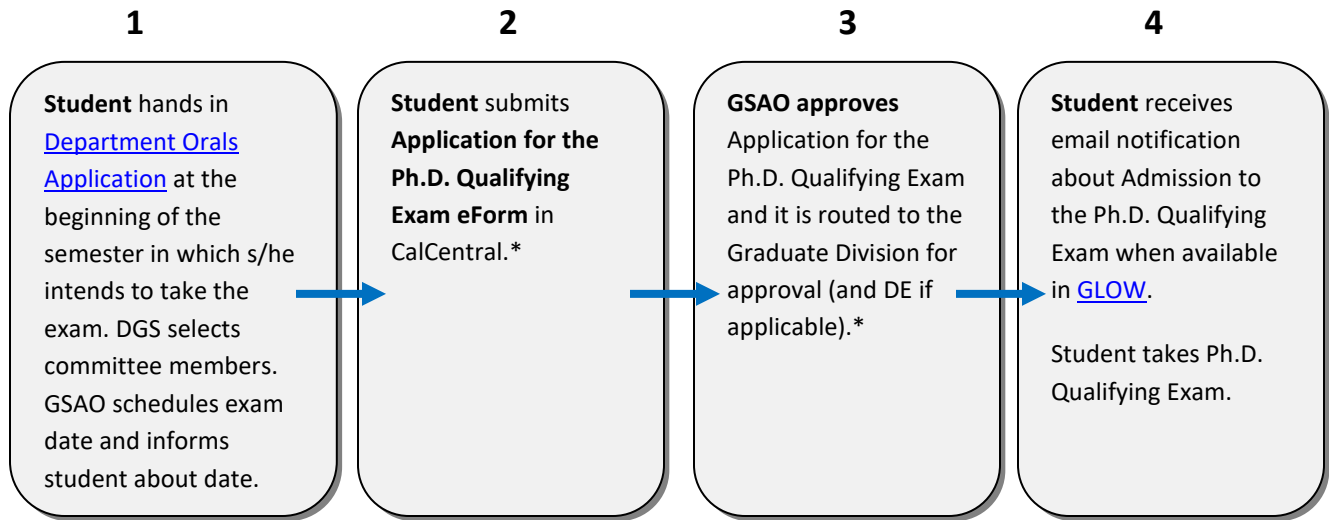 1
2
3
4
Student hands in
Department Orals
Application at the
beginning of the
semester in which s/he
intends to take the
exam. DGS selects
committee members.
GSAO schedules exam
date and informs
student about date.
Student submits
Application for the
Ph.D. Qualifying
Exam eForm in
CalCentral.*
GSAO approves
Application for the
Ph.D. Qualifying Exam
and it is routed to the
Graduate Division for
approval (and DE if
applicable).*
Student receives
email notification
about Admission to
the Ph.D. Qualifying
Exam when available
in GLOW.
Student takes Ph.D.
Qualifying Exam.